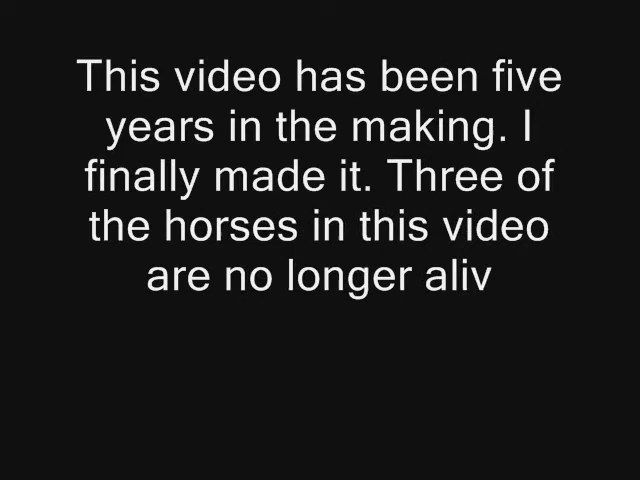 This video has been five
years in the making. I
finally made it. Three of
the horses in this video
are no longer aliv